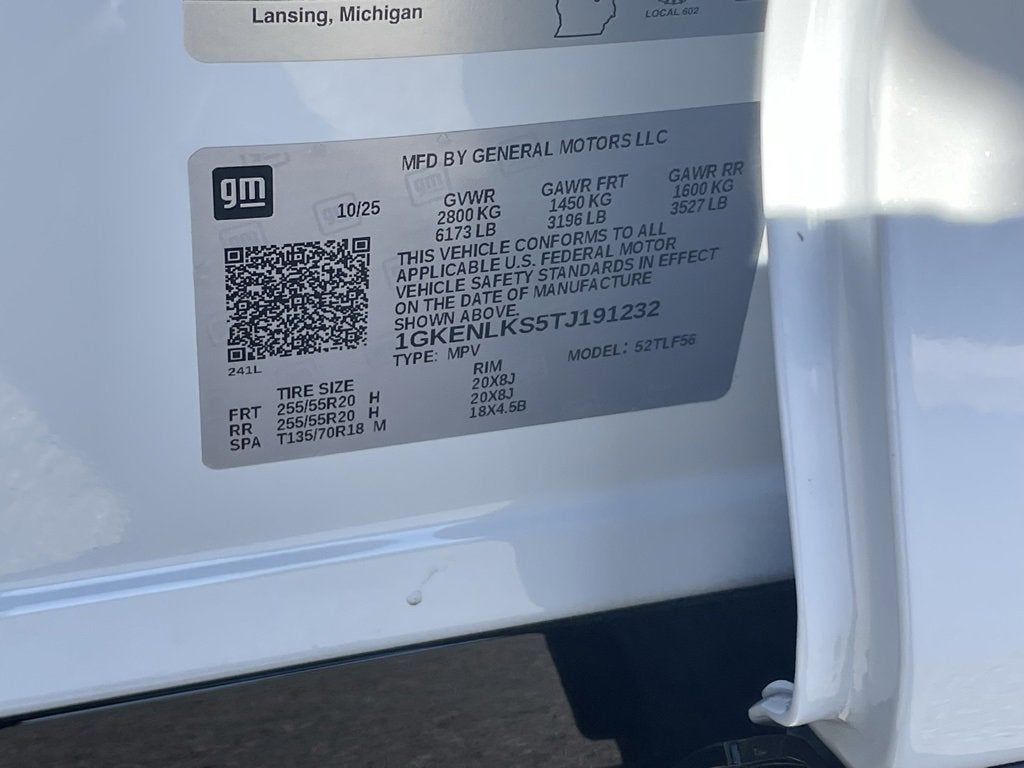 Lansing, Michigan
LOCAL 602
MFD BY GENERAL MOTORS LLC
gm
10/25
GVWR
2800 KG
6173 LB
GAWR FRT
1450 KG
3196 LB
GAWR RR
1600 KG
3527 LB
THIS VEHICLE CONFORMS TO ALL
APPLICABLE U.S. FEDERAL MOTOR
VEHICLE SAFETY STANDARDS IN EFFECT
ON THE DATE OF MANUFACTURE
SHOWN ABOVE.
1GKENLKS5TJ191232
TYPE: MPV
MODEL: 52TLF56
241L
TIRE SIZE RIM
FRT 255/55R20 H 20X8J
RR 255/55R20 H 20X8J
SPA T135/70R18 M 18X4.5B